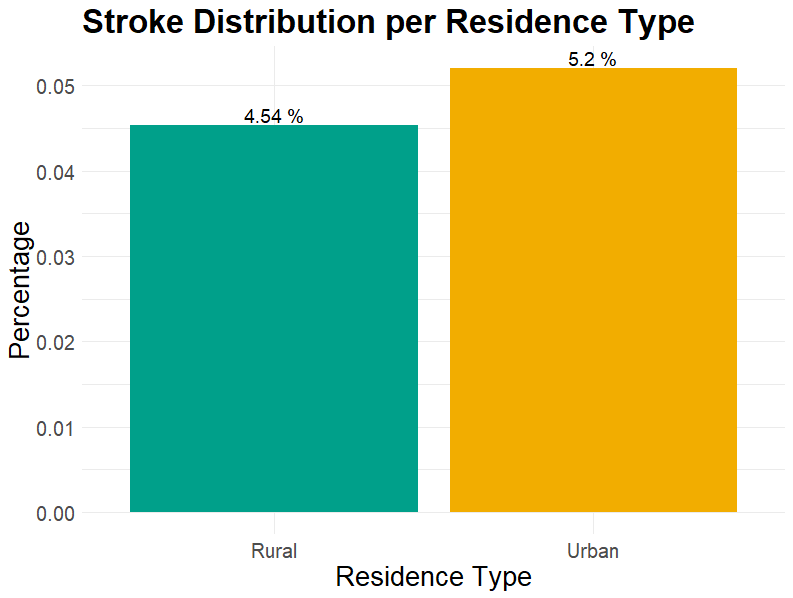 Stroke Distribution per Residence Type
5.2 %
4.54 %
0.05
0.04
0.03
0.02
0.01
0.00
Percentage
Rural
Urban
Residence Type